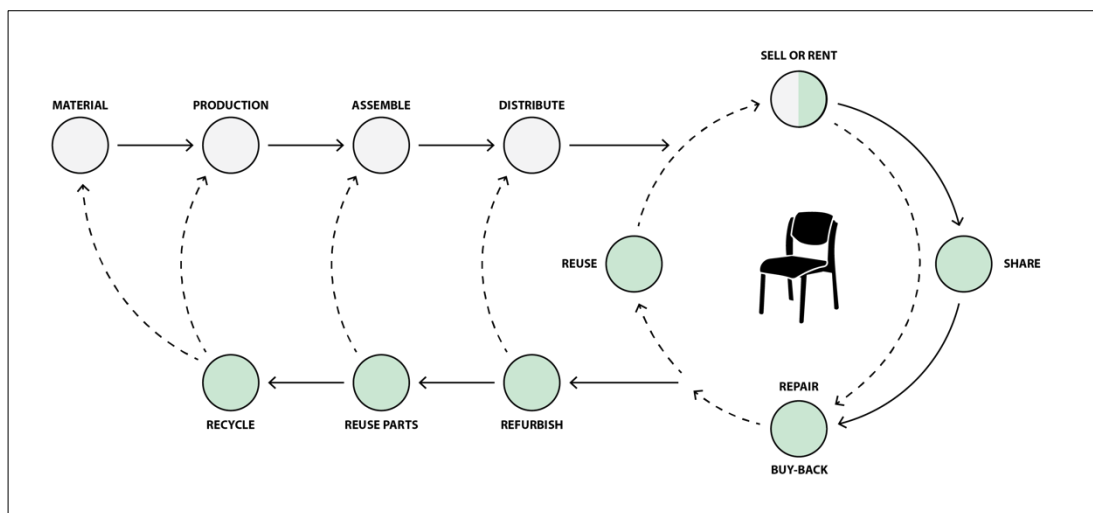 SELL OR RENT
MATERIAL
PRODUCTION
ASSEMBLE
DISTRIBUTE
REUSE
SHARE
REPAIR
RECYCLE
REUSE PARTS
REFURBISH
BUY-BACK